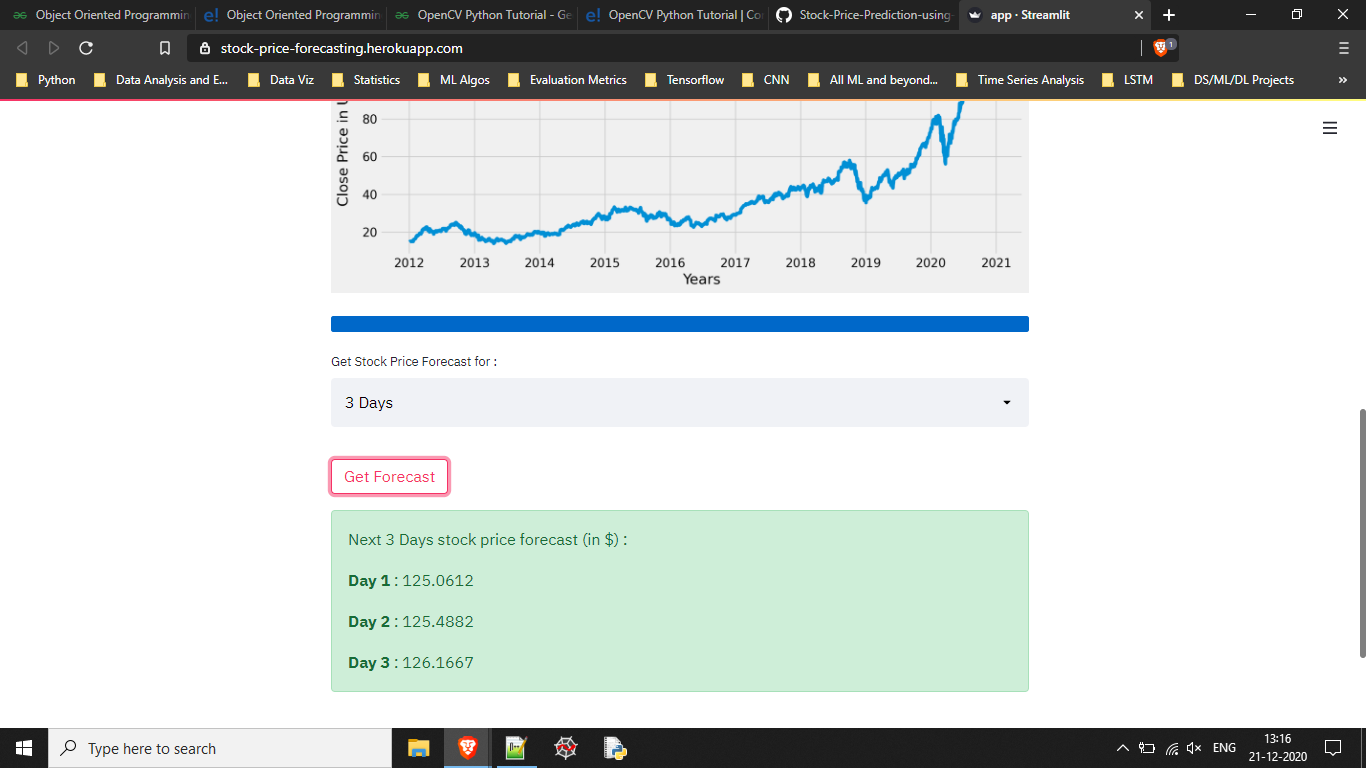 Object Oriented Programmin
Object Oriented Programmin
OpenCV Python Tutorial - Ge
OpenCV Python Tutorial | Co
Stock-Price-Prediction-using-
app · Streamlit
stock-price-forecasting.herokuapp.com
1
Python
Data Analysis and E...
Data Viz
Statistics
ML Algos
Evaluation Metrics
Tensorflow
CNN
All ML and beyond...
Time Series Analysis
LSTM
DS/ML/DL Projects
»
Close Price in U
80
60
40
20
2012 2013 2014 2015 2016 2017 2018 2019 2020 2021
Years
Get Stock Price Forecast for :
3 Days
Get Forecast
Next 3 Days stock price forecast (in $) :
Day 1 : 125.0612
Day 2 : 125.4882
Day 3 : 126.1667
Type here to search
ENG
13:16
21-12-2020